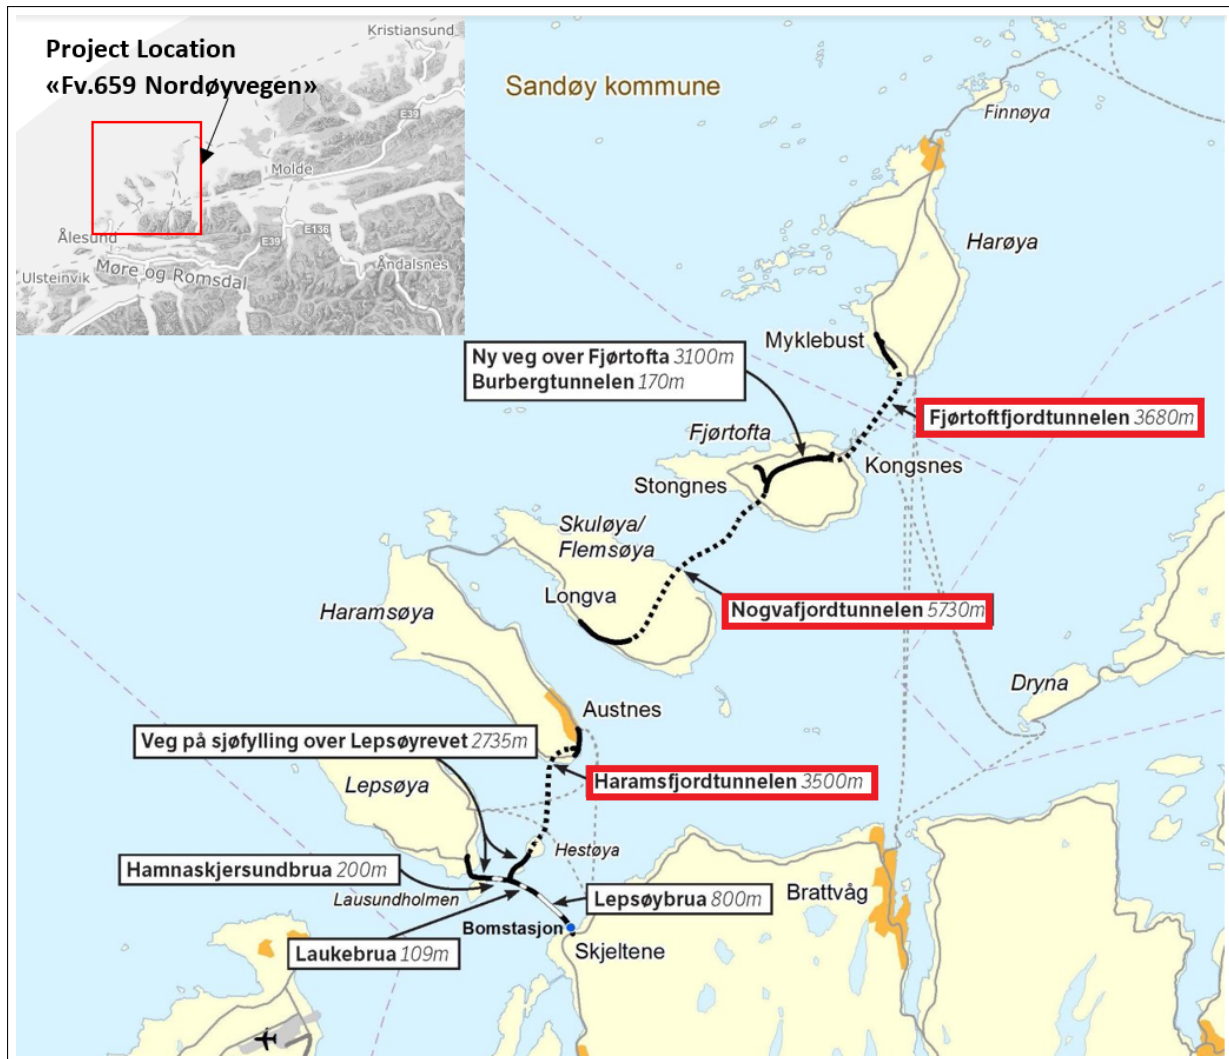 Project Location
«Fv.659 Nordøyvegen»
Kristiansund
E39
Molde
Ålesund
E39
E136
Ulsteinvik
Møre og Romsdal
Åndalsnes
Sandøy kommune
Finnøya
Harøya
Myklebust
Ny veg over Fjørtofta 3100m
Burbergtunnelen 170m
Fjørtoftfjordtunnelen 3680m
Fjørtofta
Kongsnes
Stongnes
Skuløya/
Flemsøya
Longva
Haramsøya
Nogvafjordtunnelen 5730m
Dryna
Austnes
Veg på sjøfylling over Lepsøyrevet 2735m
Haramsfjordtunnelen 3500m
Lepsøya
Hestøya
Hamnaskjersundbrua 200m
Lausundholmen
Lepsøybrua 800m
Brattvåg
Bomstasjon
Laukebrua 109m
Skjeltene